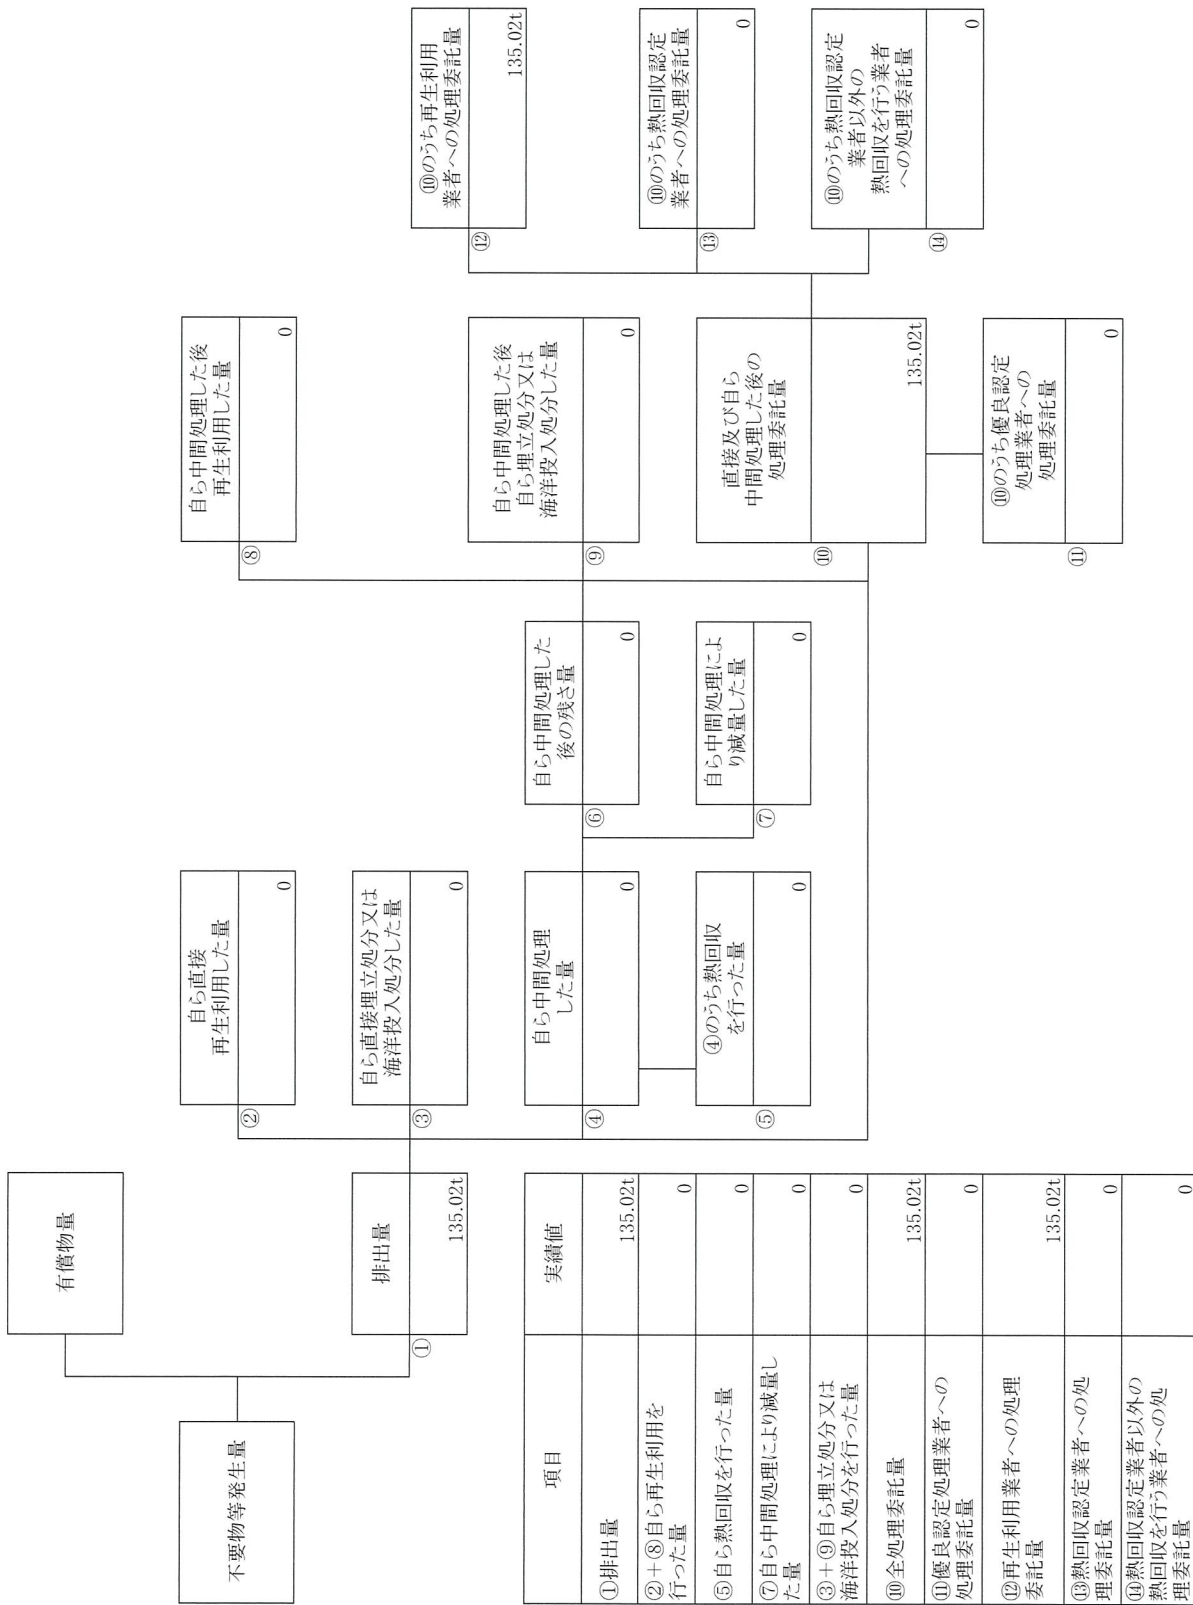 不要物等発生量
有償物量
①
排出量
135.02t
②
自ら直接
再生利用した量
0
③
自ら直接埋立処分又は
海洋投入処分した量
0
④
自ら中間処理
した量
0
⑤
④のうち熱回収
を行った量
0
⑥
自ら中間処理した
後の残さ量
0
⑦
自ら中間処理によ
り減量した量
0
⑧
自ら中間処理した後
再生利用した量
0
⑨
自ら中間処理した後
自ら埋立処分又は
海洋投入処分した量
0
⑩
直接及び自ら
中間処理した後の
処理委託量
135.02t
⑪
⑩のうち優良認定
処理業者への
処理委託量
0
⑫
⑩のうち再生利用
業者への処理委託量
135.02t
⑬
⑩のうち熱回収認定
業者への処理委託量
0
⑭
⑩のうち熱回収認定
業者以外の
熱回収を行う業者
への処理委託量
0
項目
実績値
①排出量
135.02t
②+⑧自ら再生利用を
行った量
0
⑤自ら熱回収を行った量
0
⑦自ら中間処理により減量し
た量
0
③+⑨自ら埋立処分又は
海洋投入処分を行った量
0
⑩全処理委託量
135.02t
⑪優良認定処理業者への
処理委託量
0
⑫再生利用業者への処理
委託量
135.02t
⑬熱回収認定業者への処
理委託量
0
⑭熱回収認定業者以外の
熱回収を行う業者への処
理委託量
0